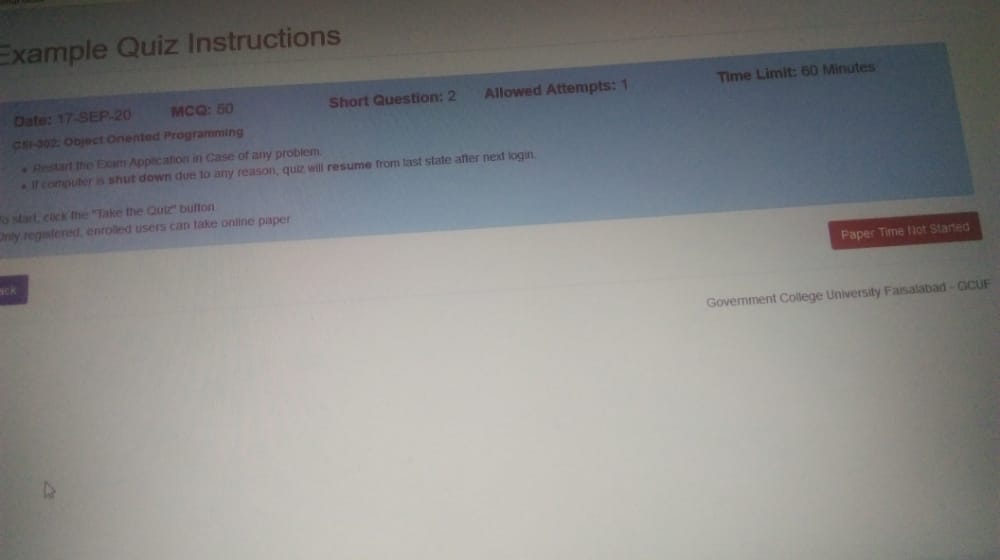 Example Quiz Instructions
Date: 17-SEP-20 MCQ: 50 Short Question: 2 Allowed Attempts: 1 Time Limit: 60 Minutes
CSI-302: Object Oriented Programming
• Restart the Exam Application in Case of any problem.
• If computer is shut down due to any reason, quiz will resume from last state after next login.
To start, click the "Take the Quiz" button.
Only registered, enrolled users can take online paper
Paper Time Not Started
ack
Government College University Faisalabad - GCUF